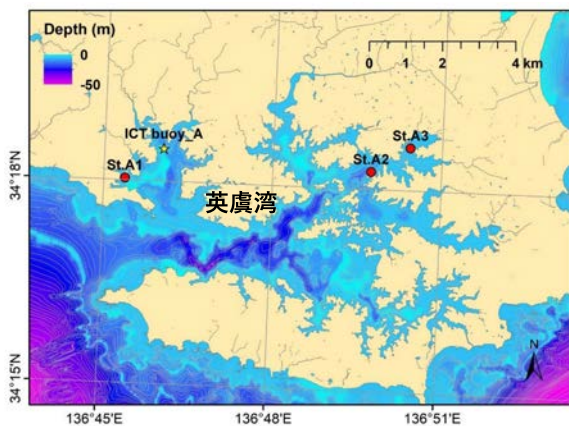 Depth (m)
0
-50
0 1 2 4 km
ICT buoy_A
St.A1
St.A2
St.A3
英虞湾
N
34°18'N
34°15'N
136°45'E
136°48'E
136°51'E